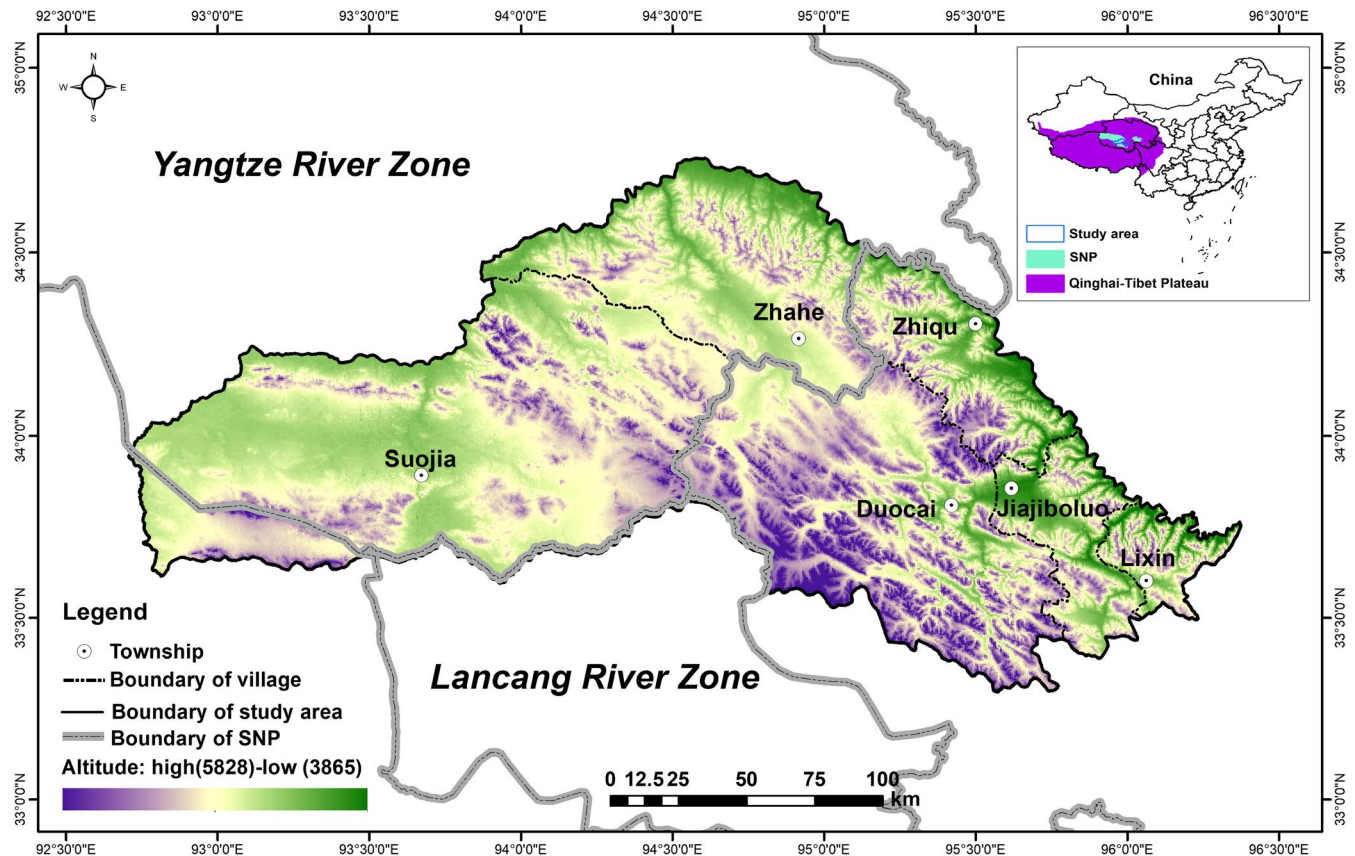 92°30'0"E 93°0'0"E 93°30'0"E 94°0'0"E 94°30'0"E 95°0'0"E 95°30'0"E 96°0'0"E 96°30'0"E
35°0'0"N
35°0'0"N
34°30'0"N
34°30'0"N
34°0'0"N
34°0'0"N
33°30'0"N
33°30'0"N
33°0'0"N
33°0'0"N
N
W E
S
China
Study area
SNP
Qinghai-Tibet Plateau
Yangtze River Zone
Zhahe
Zhiqu
Suojia
Duocai
Jiajiboluo
Lixin
Lancang River Zone
Legend
Township
Boundary of village
Boundary of study area
Boundary of SNP
Altitude: high(5828)-low (3865)
0 12.5 25 50 75 100
km
92°30'0"E 93°0'0"E 93°30'0"E 94°0'0"E 94°30'0"E 95°0'0"E 95°30'0"E 96°0'0"E 96°30'0"E